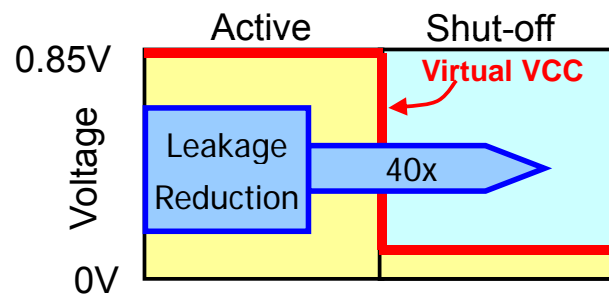 Active
Shut-off
0.85V
Virtual VCC
Voltage
Leakage
Reduction
40x
0V